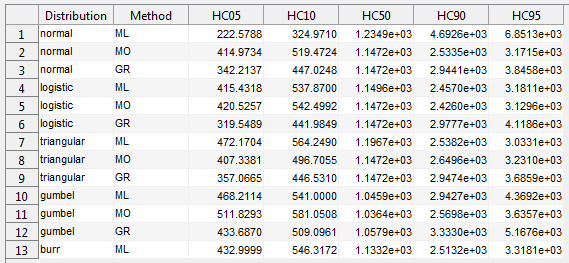 Distribution Method HC05 HC10 HC50 HC90 HC95
1 normal ML 222.5788 324.9710 1.2349e+03 4.6926e+03 6.8513e+03
2 normal MO 414.9734 519.4724 1.1472e+03 2.5335e+03 3.1715e+03
3 normal GR 342.2137 447.0248 1.1472e+03 2.9441e+03 3.8458e+03
4 logistic ML 415.4318 537.8700 1.1496e+03 2.4570e+03 3.1811e+03
5 logistic MO 420.5257 542.4992 1.1472e+03 2.4260e+03 3.1296e+03
6 logistic GR 319.5489 441.9849 1.1472e+03 2.9777e+03 4.1186e+03
7 triangular ML 472.1704 564.2490 1.1967e+03 2.5382e+03 3.0331e+03
8 triangular MO 407.3381 496.7055 1.1472e+03 2.6496e+03 3.2310e+03
9 triangular GR 357.0665 446.5310 1.1472e+03 2.9474e+03 3.6859e+03
10 gumbel ML 468.2114 541.0000 1.0459e+03 2.9427e+03 4.3692e+03
11 gumbel MO 511.8293 581.0508 1.0364e+03 2.5698e+03 3.6357e+03
12 gumbel GR 433.6870 509.0961 1.0579e+03 3.3330e+03 5.1676e+03
13 burr ML 432.9999 546.3172 1.1332e+03 2.5132e+03 3.3181e+03